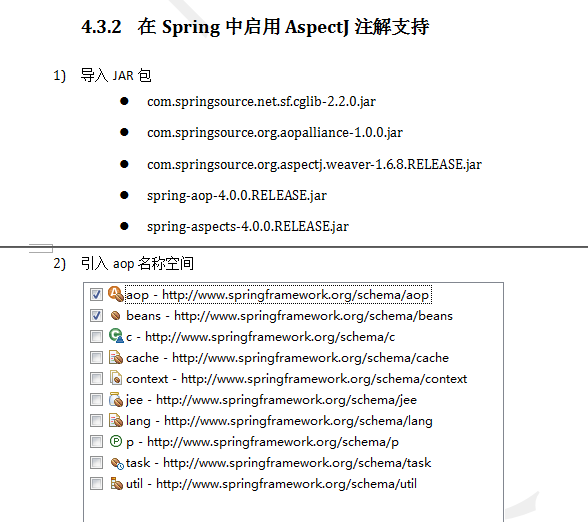 4.3.2 在 Spring 中启用 AspectJ 注解支持
1) 导入 JAR 包
● com.springsource.net.sf.cglib-2.2.0.jar
● com.springsource.org.aopalliance-1.0.0.jar
● com.springsource.org.aspectj.weaver-1.6.8.RELEASE.jar
● spring-aop-4.0.0.RELEASE.jar
● spring-aspects-4.0.0.RELEASE.jar
2) 引入 aop 名称空间
aop - http://www.springframework.org/schema/aop
beans - http://www.springframework.org/schema/beans
c - http://www.springframework.org/schema/c
cache - http://www.springframework.org/schema/cache
context - http://www.springframework.org/schema/context
jee - http://www.springframework.org/schema/jee
lang - http://www.springframework.org/schema/lang
p - http://www.springframework.org/schema/p
task - http://www.springframework.org/schema/task
util - http://www.springframework.org/schema/util